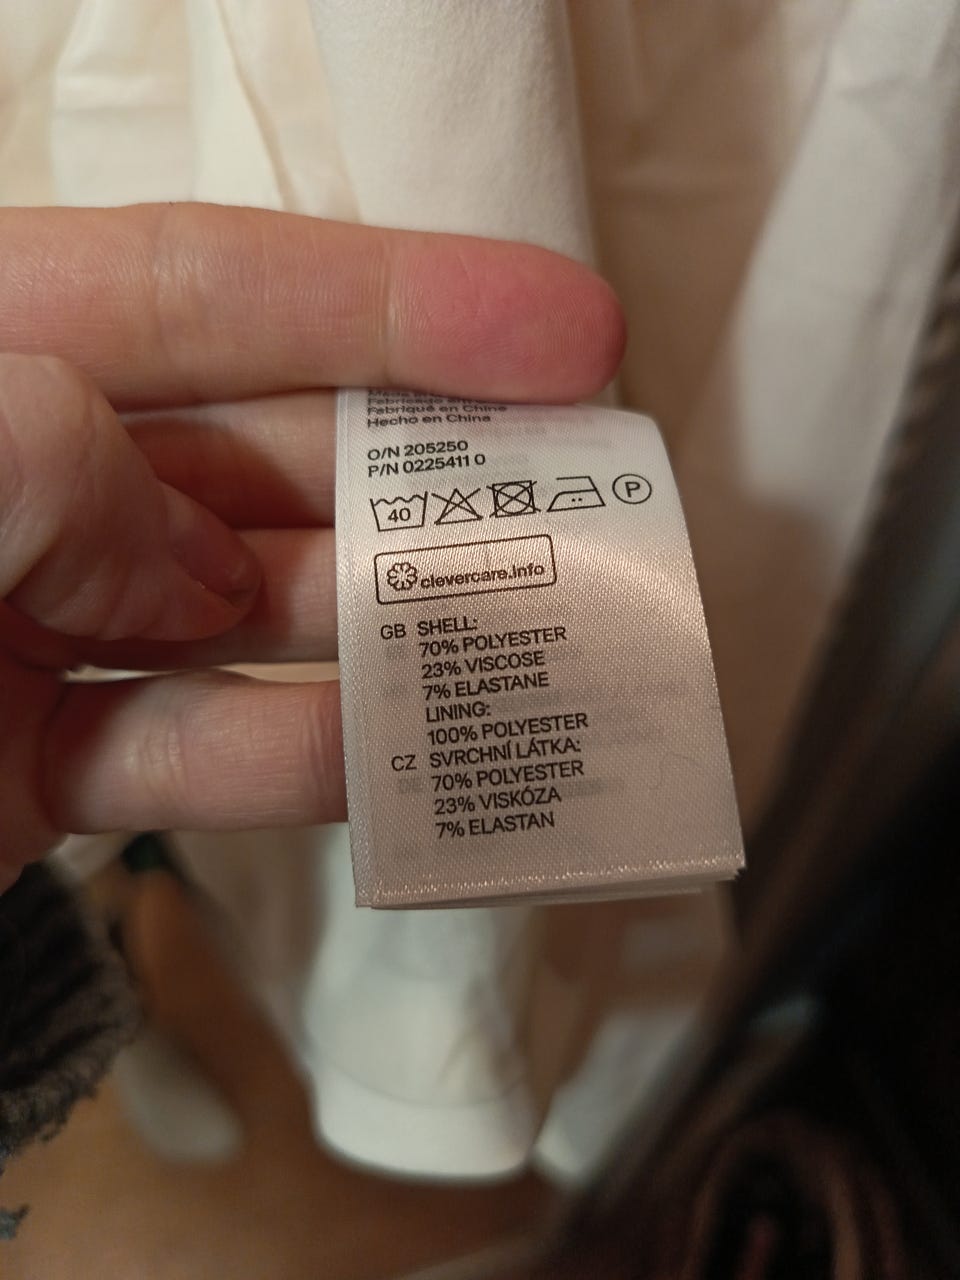 Fabriqué en Chine
Hecho en China
O/N 205250
P/N 0225411 0
40 P
clevercare.info
GB SHELL:
70% POLYESTER
23% VISCOSE
7% ELASTANE
LINING:
100% POLYESTER
CZ SVRCHNÍ LÁTKA:
70% POLYESTER
23% VISKÓZA
7% ELASTAN